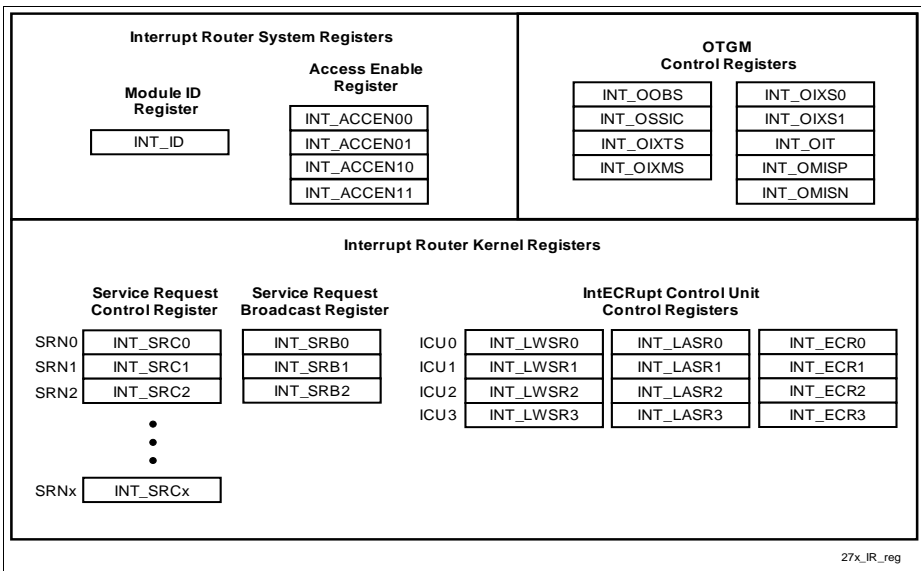 Interrupt Router System Registers
Module ID
Register
INT_ID
Access Enable
Register
INT_ACCEN00
INT_ACCEN01
INT_ACCEN10
INT_ACCEN11
OTGM
Control Registers
INT_OOBS
INT_OSSIC
INT_OIXTS
INT_OIXMS
INT_OIXS0
INT_OIXS1
INT_OIT
INT_OMISP
INT_OMISN
Interrupt Router Kernel Registers
Service Request
Control Register
SRN0 INT_SRC0
SRN1 INT_SRC1
SRN2 INT_SRC2
SRNx INT_SRCx
Service Request
Broadcast Register
INT_SRB0
INT_SRB1
INT_SRB2
IntECRupt Control Unit
Control Registers
ICU0 INT_LWSR0 INT_LASR0 INT_ECR0
ICU1 INT_LWSR1 INT_LASR1 INT_ECR1
ICU2 INT_LWSR2 INT_LASR2 INT_ECR2
ICU3 INT_LWSR3 INT_LASR3 INT_ECR3
27x_IR_reg